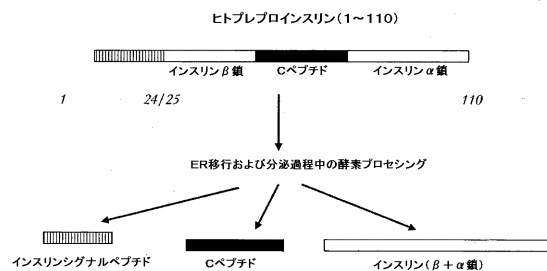 ヒトプレプロインスリン(1~110)
インスリンβ鎖 Cペプチド インスリンα鎖
1 24/25 110
ER移行および分泌過程中の酵素プロセシング
インスリンシグナルペプチド Cペプチド インスリン(β+α鎖)